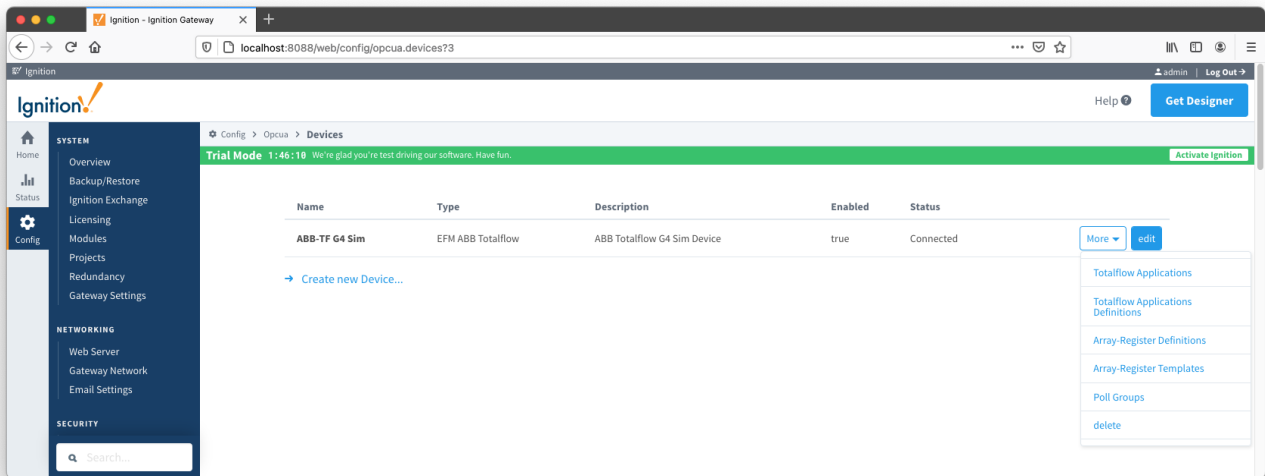 Ignition - Ignition Gateway
localhost:8088/web/config/opcua.devices?3
Ignition
admin | Log Out
Ignition!
Help
Get Designer
Home
Status
Config
SYSTEM
Overview
Backup/Restore
Ignition Exchange
Licensing
Modules
Projects
Redundancy
Gateway Settings
NETWORKING
Web Server
Gateway Network
Email Settings
SECURITY
Search...
Config > Opcua > Devices
Trial Mode 1:46:10 We're glad you're test driving our software. Have fun.
Activate Ignition
Name Type Description Enabled Status
ABB-TF G4 Sim EFM ABB Totalflow ABB Totalflow G4 Sim Device true Connected
More edit
Create new Device...
Totalflow Applications
Totalflow Applications
Definitions
Array-Register Definitions
Array-Register Templates
Poll Groups
delete